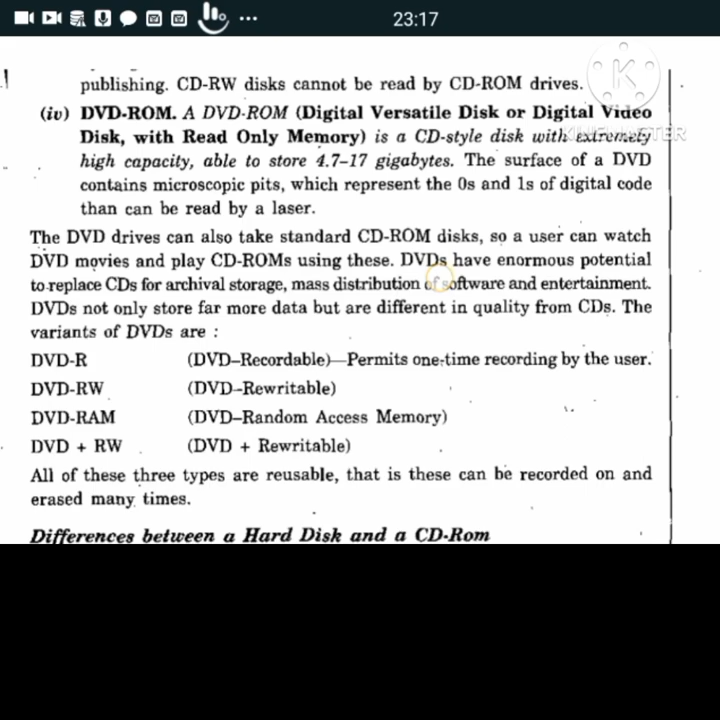 23:17
publishing. CD-RW disks cannot be read by CD-ROM drives.
K
KINEMASTER
(iv) DVD-ROM. A DVD-ROM (Digital Versatile Disk or Digital Video
Disk, with Read Only Memory) is a CD-style disk with extremely
high capacity, able to store 4.7–17 gigabytes. The surface of a DVD
contains microscopic pits, which represent the 0s and 1s of digital code
than can be read by a laser.
The DVD drives can also take standard CD-ROM disks, so a user can watch
DVD movies and play CD-ROMs using these. DVDs have enormous potential
to replace CDs for archival storage, mass distribution of software and entertainment.
DVDs not only store far more data but are different in quality from CDs. The
variants of DVDs are :
DVD-R (DVD–Recordable)—Permits one-time recording by the user.
DVD-RW (DVD–Rewritable)
DVD-RAM (DVD–Random Access Memory)
DVD + RW (DVD + Rewritable)
All of these three types are reusable, that is these can be recorded on and
erased many times.
Differences between a Hard Disk and a CD-Rom